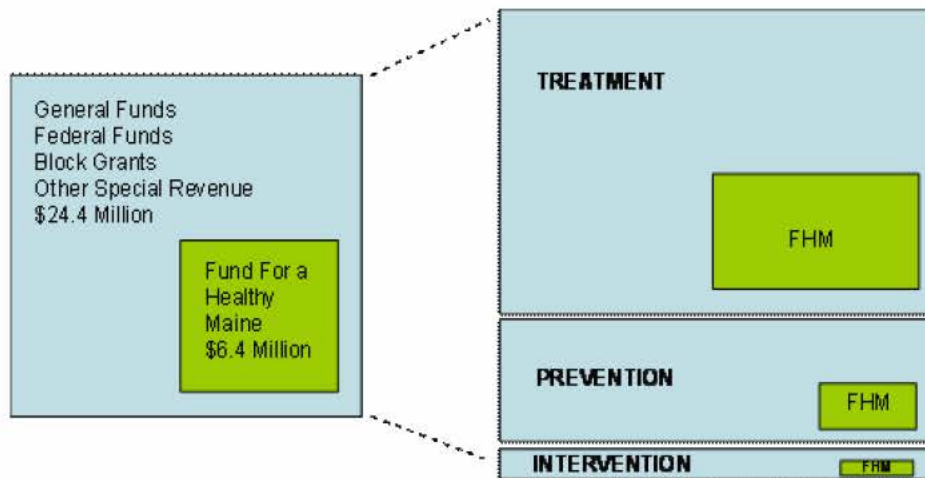 General Funds
Federal Funds
Block Grants
Other Special Revenue
$24.4 Million
Fund For a
Healthy
Maine
$6.4 Million
TREATMENT
FHM
PREVENTION
FHM
INTERVENTION
FHM